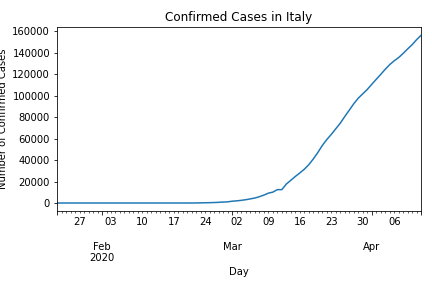 Confirmed Cases in Italy
160000
140000
120000
100000
80000
60000
40000
20000
0
Number of Confirmed Cases
27 03 10 17 24 02 09 16 23 30 06
Feb Mar Apr
2020
Day